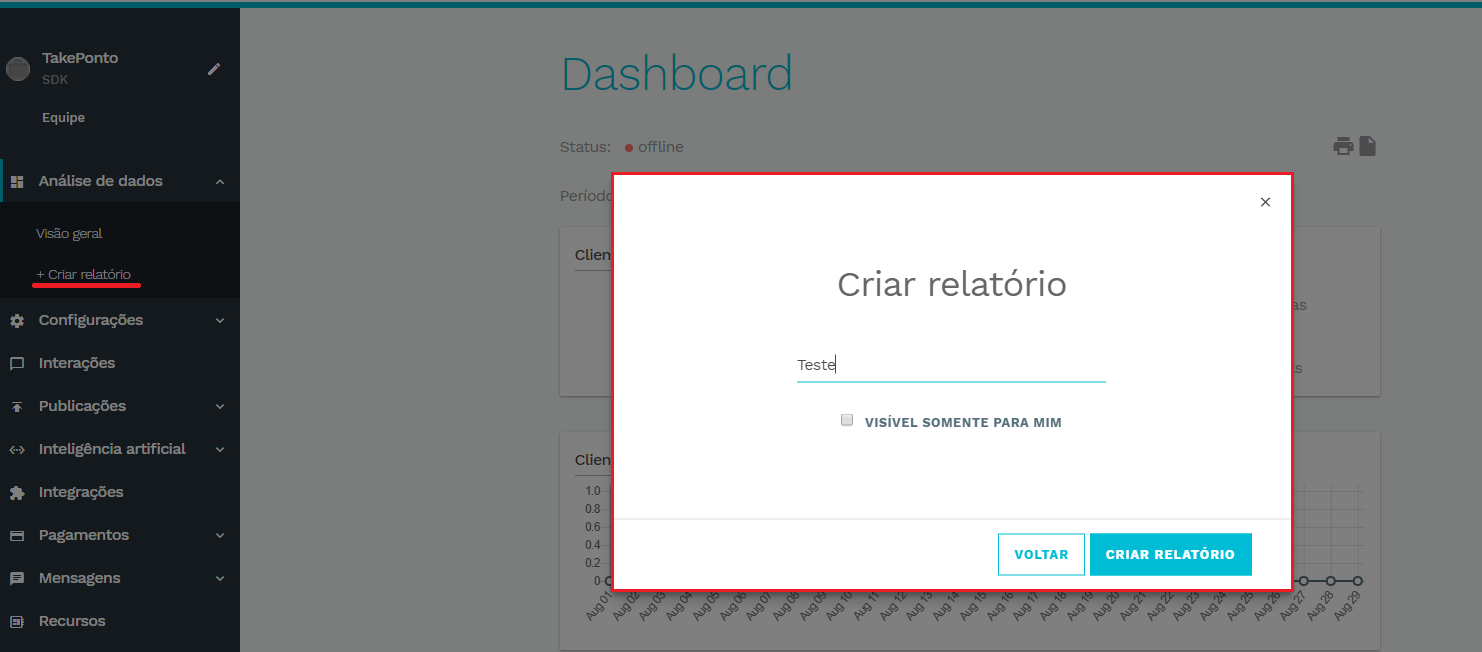 TakePonto
SDK
Equipe
Análise de dados
Visão geral
+ Criar relatório
Configurações
Interações
Publicações
Inteligência artificial
Integrações
Pagamentos
Mensagens
Recursos
Dashboard
Status: offline
Período
Clien
as
s
Criar relatório
Teste
VISÍVEL SOMENTE PARA MIM
VOLTAR
CRIAR RELATÓRIO
Clien
1.0
0.8
0.6
0.4
0.2
0
Aug 01 Aug 02 Aug 03 Aug 04 Aug 05 Aug 06 Aug 07 Aug 08 Aug 09 Aug 10 Aug 11 Aug 12 Aug 13 Aug 14 Aug 15 Aug 16 Aug 17 Aug 18 Aug 19 Aug 20 Aug 21 Aug 22 Aug 23 Aug 24 Aug 25 Aug 26 Aug 27 Aug 28 Aug 29